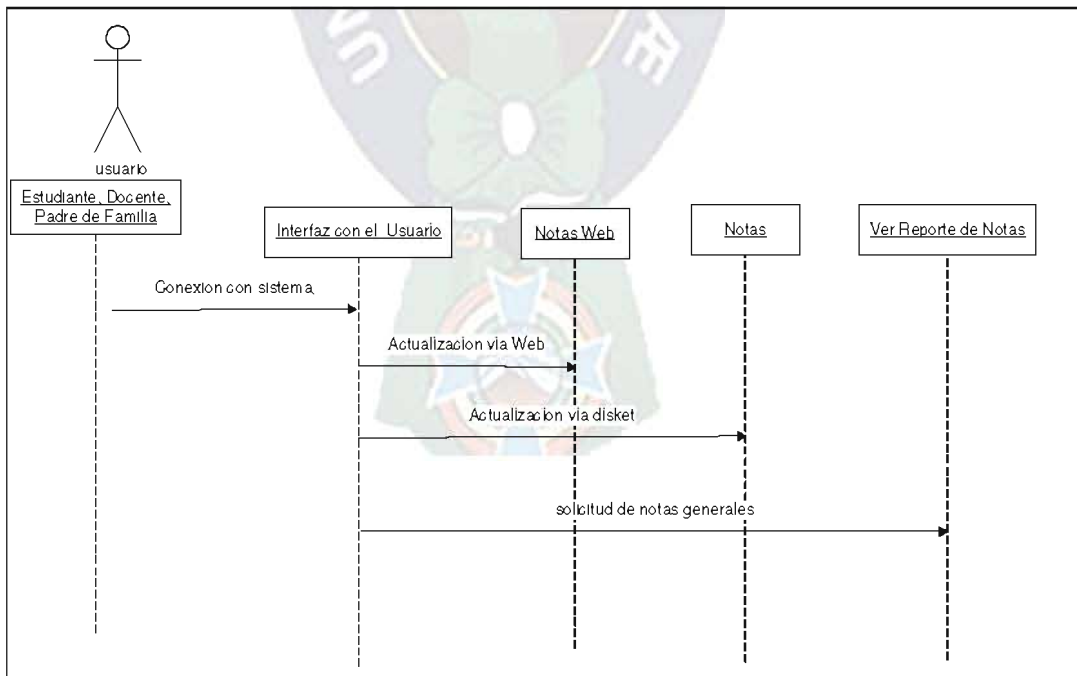 UN
Æ
usuario
Estudiante, Docente,
Padre de Familia
Interfaz con el Usuario
Notas Web
Notas
Ver Reporte de Notas
Conexion con sistema
Actualizacion via Web
Actualizacion via disket
solicitud de notas generales